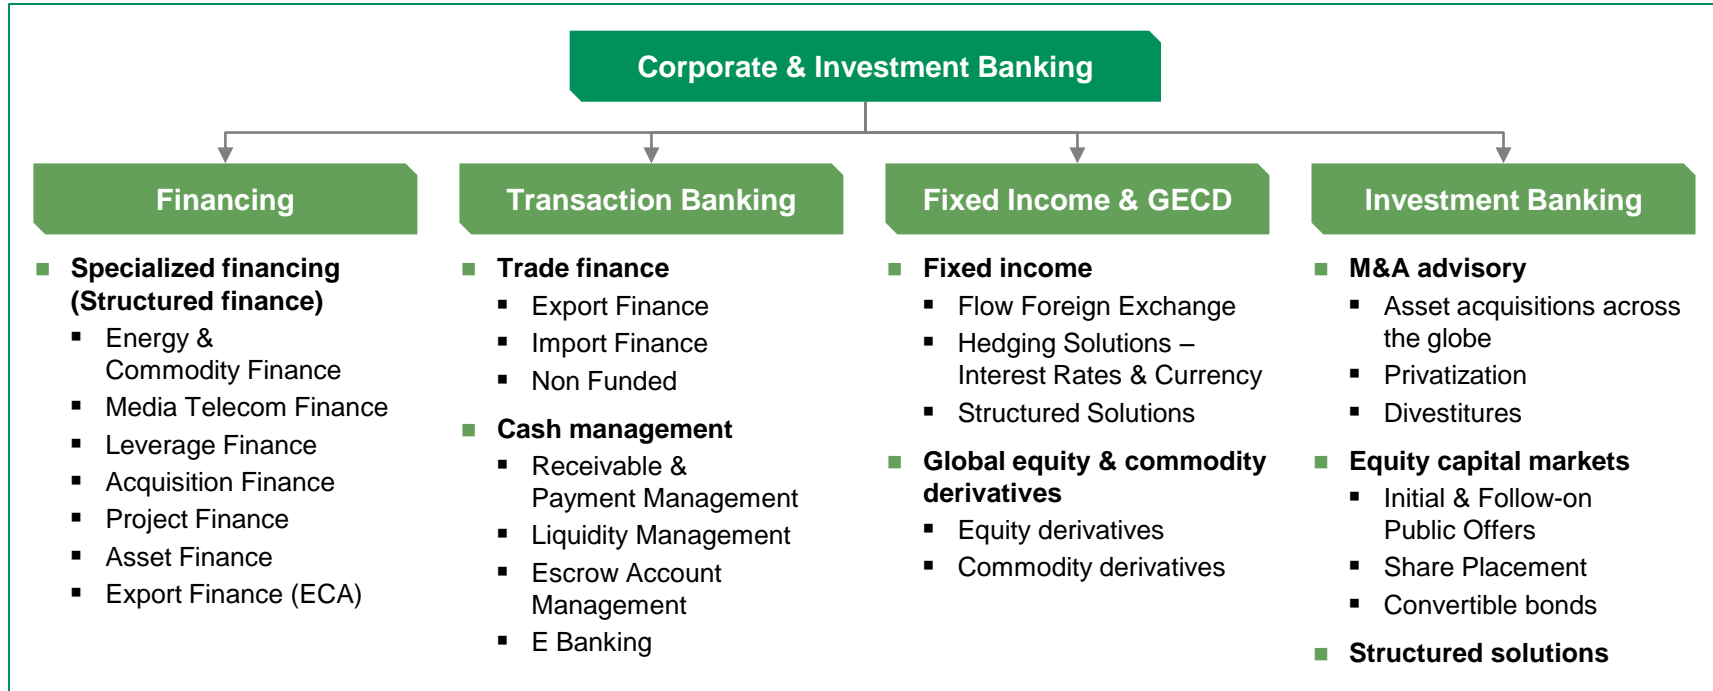 Corporate & Investment Banking
Financing
Specialized financing
(Structured finance)
Energy &
Commodity Finance
Media Telecom Finance
Leverage Finance
Acquisition Finance
Project Finance
Asset Finance
Export Finance (ECA)
Transaction Banking
Trade finance
Export Finance
Import Finance
Non Funded
Cash management
Receivable &
Payment Management
Liquidity Management
Escrow Account
Management
E Banking
Fixed Income & GECD
Fixed income
Flow Foreign Exchange
Hedging Solutions –
Interest Rates & Currency
Structured Solutions
Global equity & commodity
derivatives
Equity derivatives
Commodity derivatives
Investment Banking
M&A advisory
Asset acquisitions across
the globe
Privatization
Divestitures
Equity capital markets
Initial & Follow-on
Public Offers
Share Placement
Convertible bonds
Structured solutions